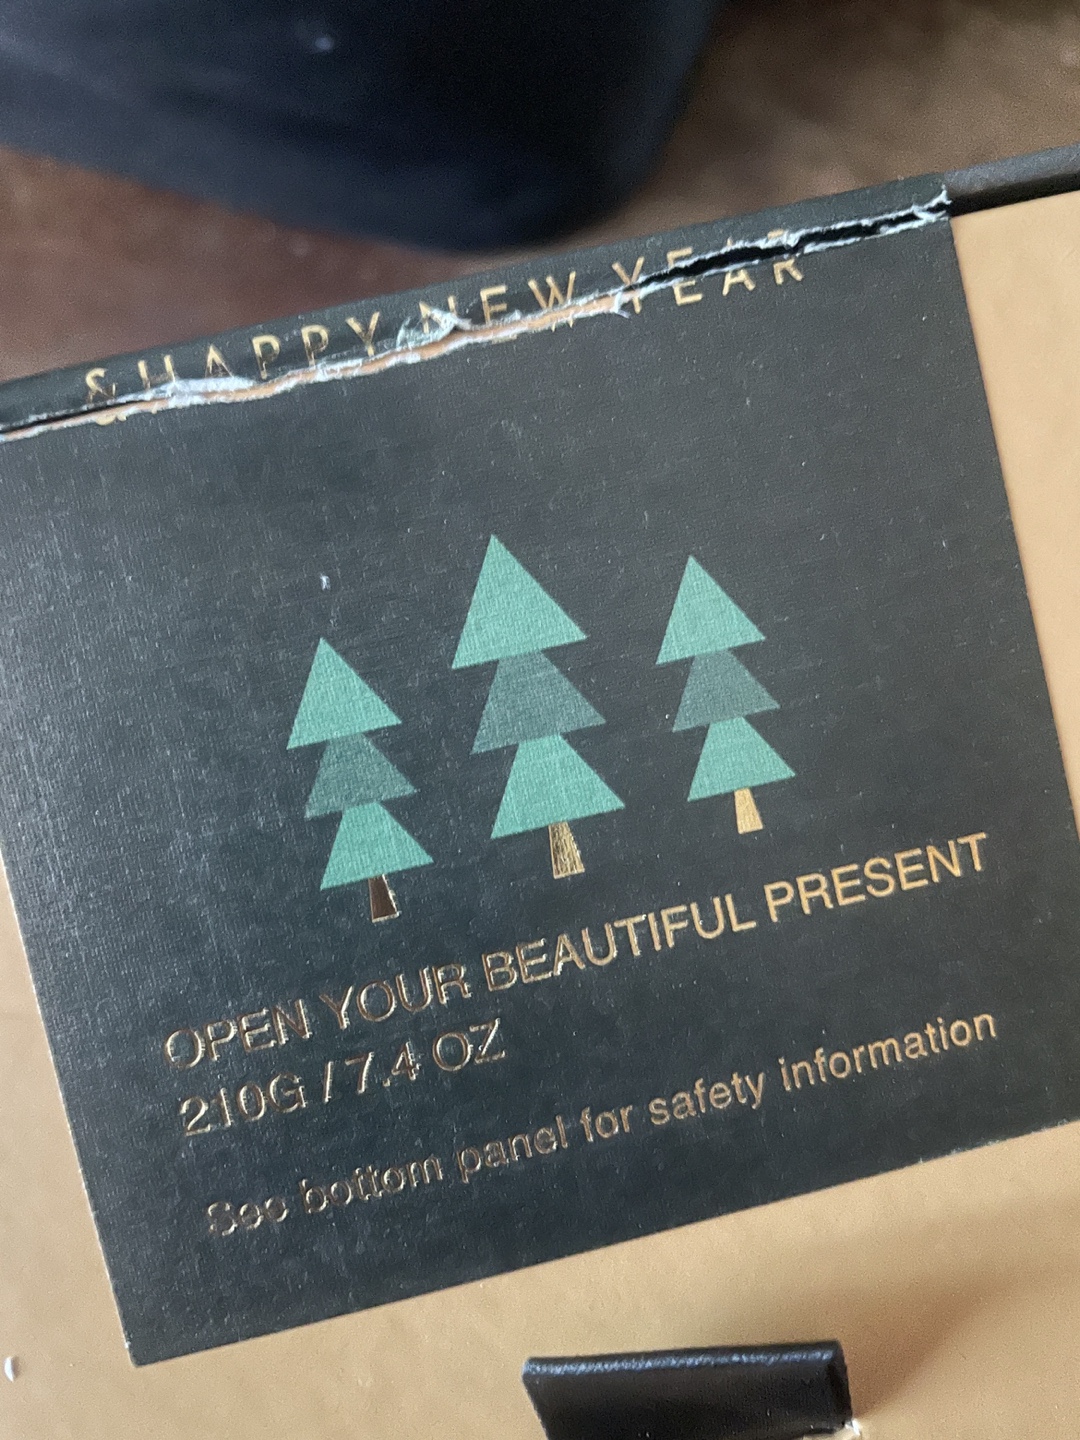 & HAPPY NEW YEAR
OPEN YOUR BEAUTIFUL PRESENT
210G / 7.4 OZ
See bottom panel for safety information